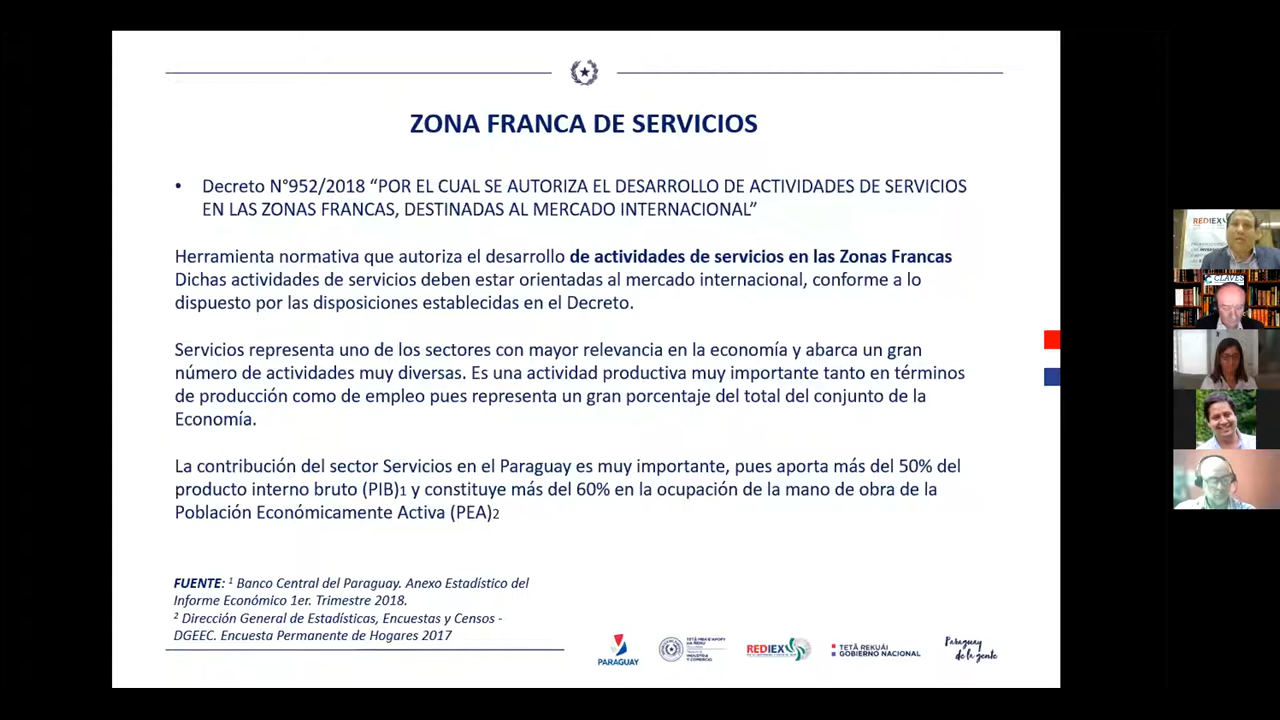 ZONA FRANCA DE SERVICIOS
• Decreto N°952/2018 “POR EL CUAL SE AUTORIZA EL DESARROLLO DE ACTIVIDADES DE SERVICIOS
EN LAS ZONAS FRANCAS, DESTINADAS AL MERCADO INTERNACIONAL”
Herramienta normativa que autoriza el desarrollo de actividades de servicios en las Zonas Francas
Dichas actividades de servicios deben estar orientadas al mercado internacional, conforme a lo
dispuesto por las disposiciones establecidas en el Decreto.
Servicios representa uno de los sectores con mayor relevancia en la economía y abarca un gran
número de actividades muy diversas. Es una actividad productiva muy importante tanto en términos
de producción como de empleo pues representa un gran porcentaje del total del conjunto de la
Economía.
La contribución del sector Servicios en el Paraguay es muy importante, pues aporta más del 50% del
producto interno bruto (PIB)1 y constituye más del 60% en la ocupación de la mano de obra de la
Población Económicamente Activa (PEA)2
FUENTE: 1 Banco Central del Paraguay. Anexo Estadístico del
Informe Económico 1er. Trimestre 2018.
2 Dirección General de Estadísticas, Encuestas y Censos -
DGEEC. Encuesta Permanente de Hogares 2017
PARAGUAY
INDUSTRIA
Y COMERCIO
REDIEX
TETÃ REKUÁI
GOBIERNO NACIONAL
Paraguay
de la gente
REDIEX
CLAVES